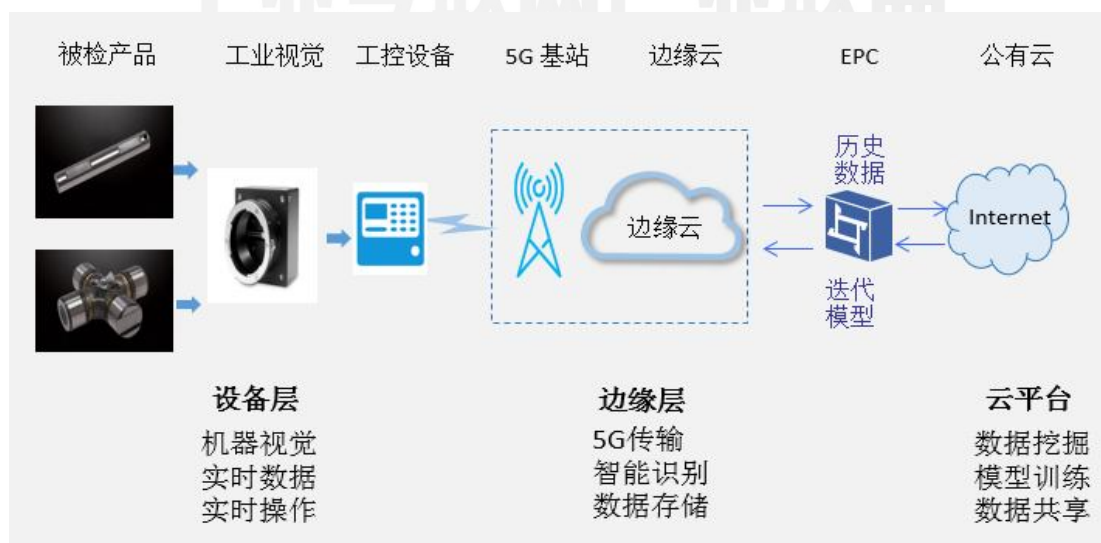 被检产品
工业视觉
工控设备
5G 基站
边缘云
EPC
公有云
历史
数据
边缘云
Internet
迭代
模型
设备层
机器视觉
实时数据
实时操作
边缘层
5G传输
智能识别
数据存储
云平台
数据挖掘
模型训练
数据共享